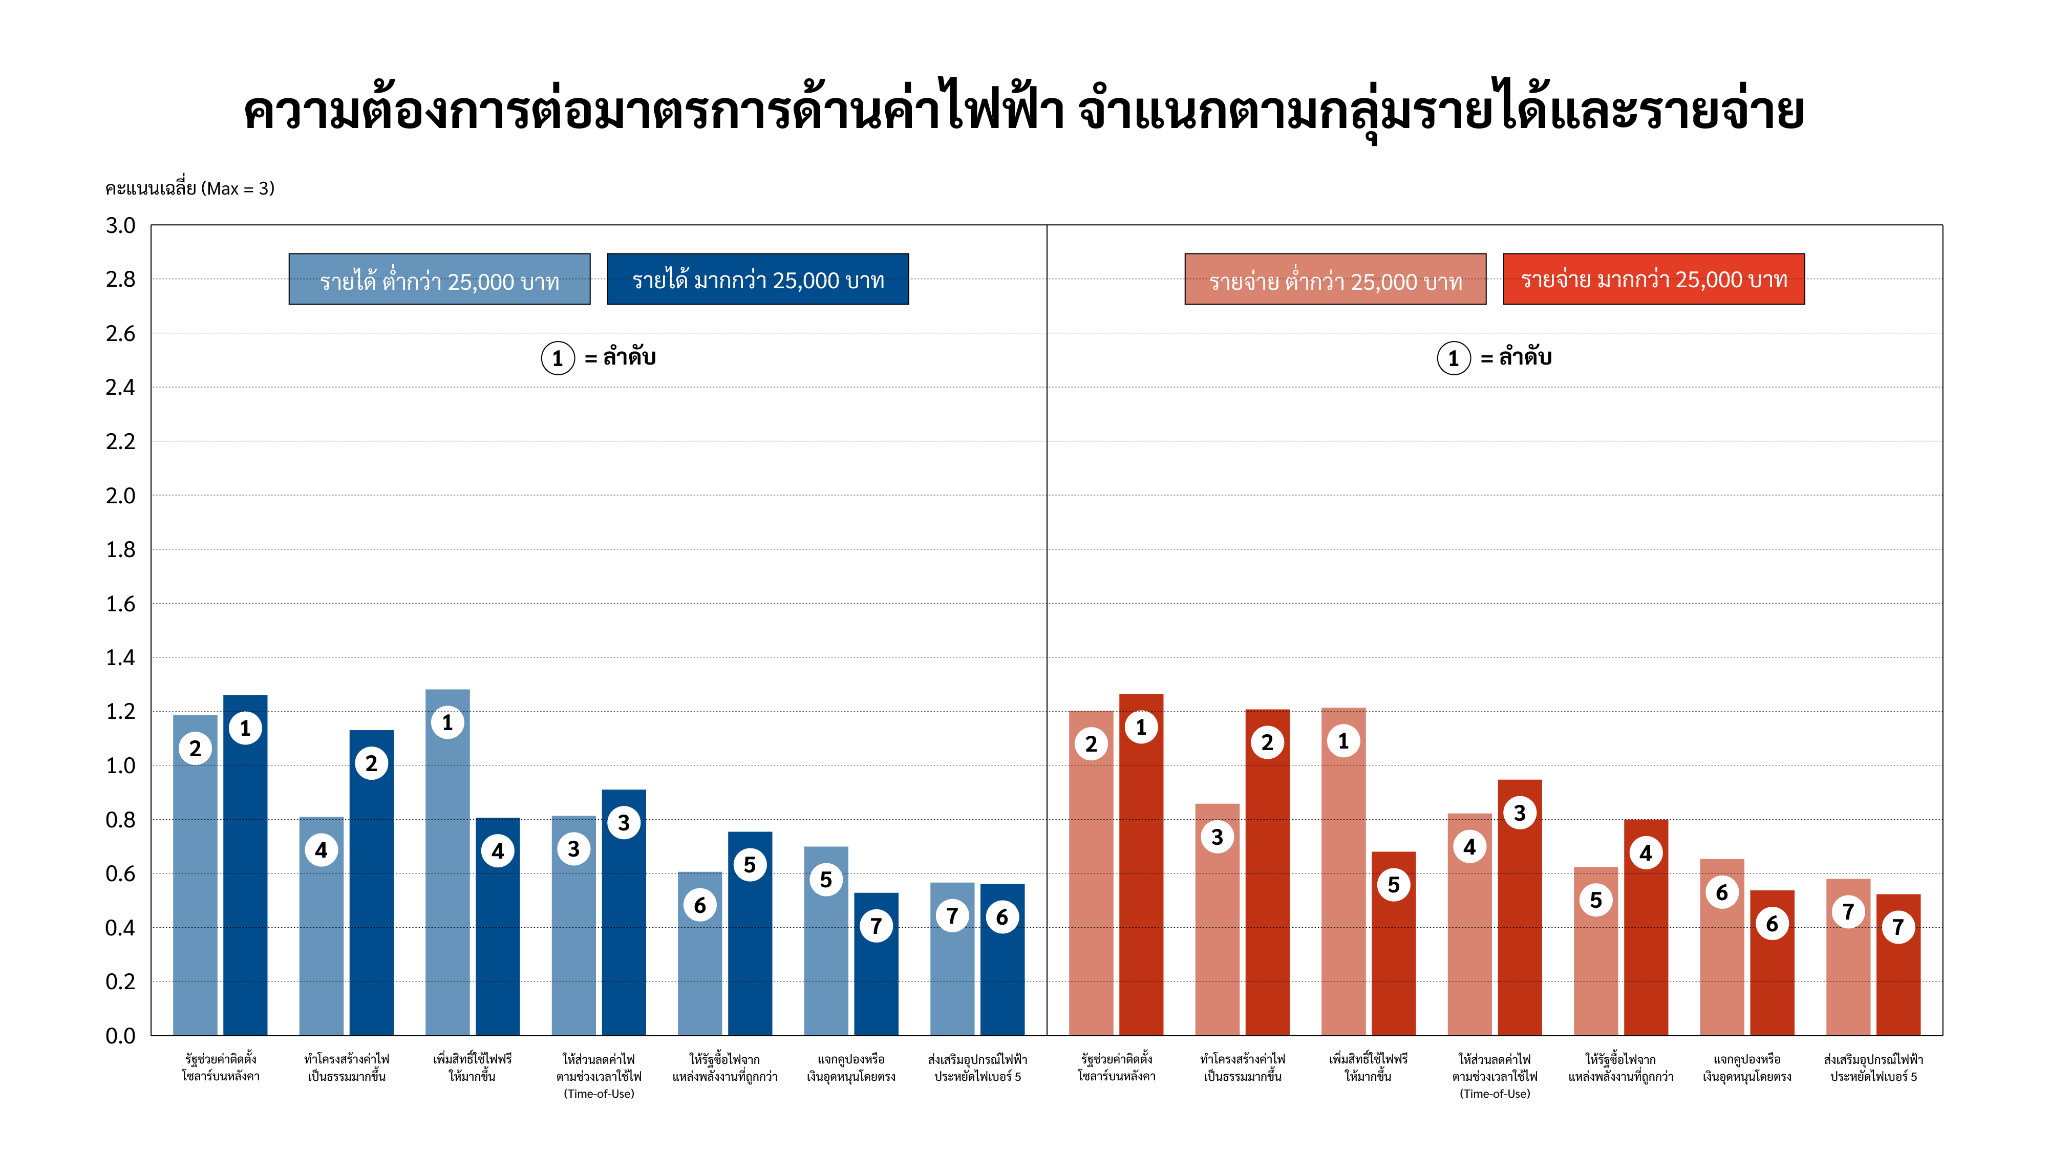 ความต้องการต่อมาตรการด้านค่าไฟฟ้า จำแนกตามกลุ่มรายได้และรายจ่าย
คะแนนเฉลี่ย (Max = 3)
3.0
2.8
2.6
2.4
2.2
2.0
1.8
1.6
1.4
1.2
1.0
0.8
0.6
0.4
0.2
0.0
รายได้ ต่ำกว่า 25,000 บาท
รายได้ มากกว่า 25,000 บาท
1 = ลำดับ
2
1
4
2
1
4
3
3
6
5
5
7
7
6
รัฐช่วยค่าติดตั้ง
โซลาร์บนหลังคา
ทำโครงสร้างค่าไฟ
เป็นธรรมมากขึ้น
เพิ่มสิทธิ์ใช้ไฟฟรี
ให้มากขึ้น
ให้ส่วนลดค่าไฟ
ตามช่วงเวลาใช้ไฟ
(Time-of-Use)
ให้รัฐซื้อไฟจาก
แหล่งพลังงานที่ถูกกว่า
แจกคูปองหรือ
เงินอุดหนุนโดยตรง
ส่งเสริมอุปกรณ์ไฟฟ้า
ประหยัดไฟเบอร์ 5
รายจ่าย ต่ำกว่า 25,000 บาท
รายจ่าย มากกว่า 25,000 บาท
1 = ลำดับ
2
1
3
2
1
5
4
3
5
4
6
6
7
7
รัฐช่วยค่าติดตั้ง
โซลาร์บนหลังคา
ทำโครงสร้างค่าไฟ
เป็นธรรมมากขึ้น
เพิ่มสิทธิ์ใช้ไฟฟรี
ให้มากขึ้น
ให้ส่วนลดค่าไฟ
ตามช่วงเวลาใช้ไฟ
(Time-of-Use)
ให้รัฐซื้อไฟจาก
แหล่งพลังงานที่ถูกกว่า
แจกคูปองหรือ
เงินอุดหนุนโดยตรง
ส่งเสริมอุปกรณ์ไฟฟ้า
ประหยัดไฟเบอร์ 5